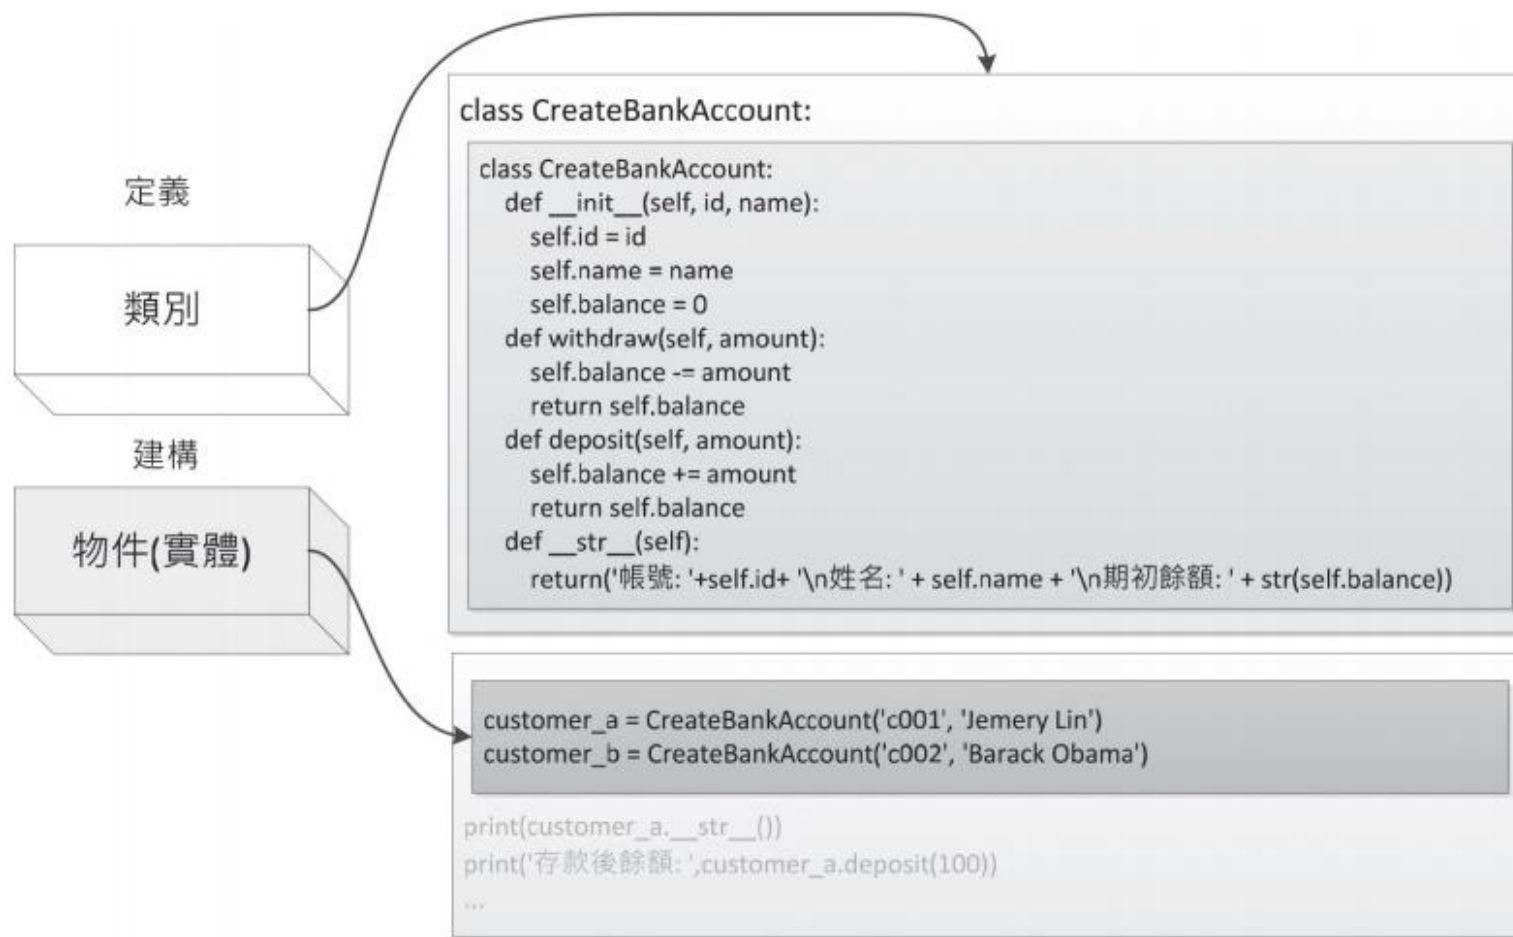 定義
類別
建構
物件(實體)
class CreateBankAccount:
class CreateBankAccount:
def __init__(self, id, name):
self.id = id
self.name = name
self.balance = 0
def withdraw(self, amount):
self.balance -= amount
return self.balance
def deposit(self, amount):
self.balance += amount
return self.balance
def __str__(self):
return('帳號: '+self.id+ '\n姓名: ' + self.name + '\n期初餘額: ' + str(self.balance))
customer_a = CreateBankAccount('c001', 'Jemery Lin')
customer_b = CreateBankAccount('c002', 'Barack Obama')
print(customer_a.__str__())
print('存款後餘額: ',customer_a.deposit(100))
...